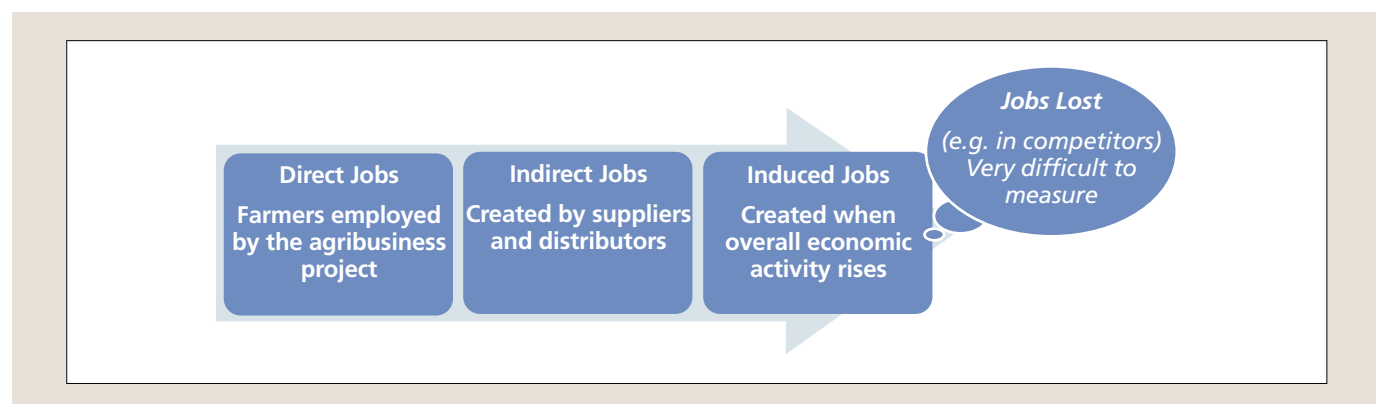 Direct Jobs
Farmers employed
by the agribusiness
project
Indirect Jobs
Created by suppliers
and distributors
Induced Jobs
Created when
overall economic
activity rises
Jobs Lost
(e.g. in competitors)
Very difficult to
measure